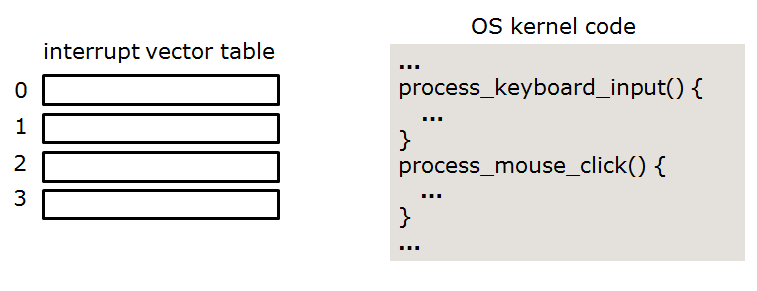 interrupt vector table
0
1
2
3
OS kernel code
...
process_keyboard_input() {
...
}
process_mouse_click() {
...
}
...